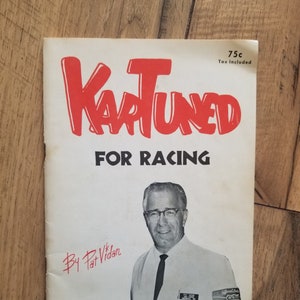 75c
Tax Included
KARTUNED
FOR RACING
By Pat Vidan